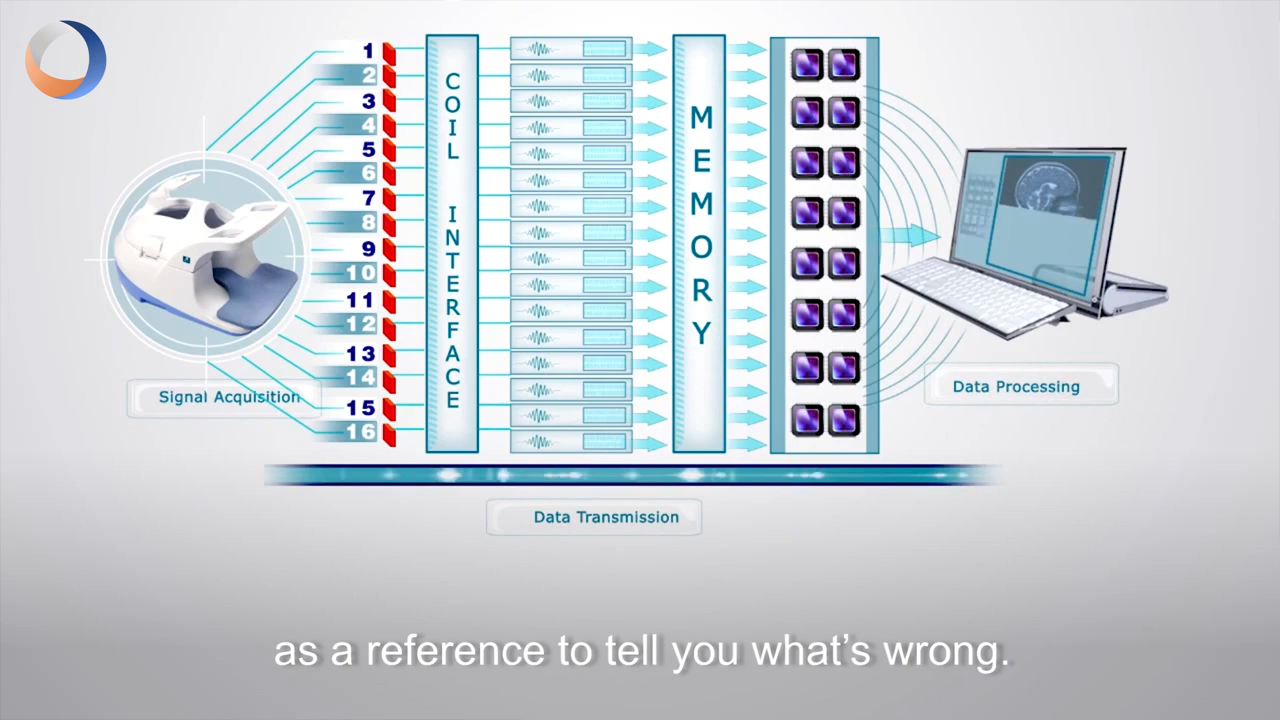 1
2
3
4
5
6
7
8
9
10
11
12
13
14
15
16
COIL INTERFACE
MEMORY
Signal Acquisition
Data Processing
Data Transmission
as a reference to tell you what's wrong.